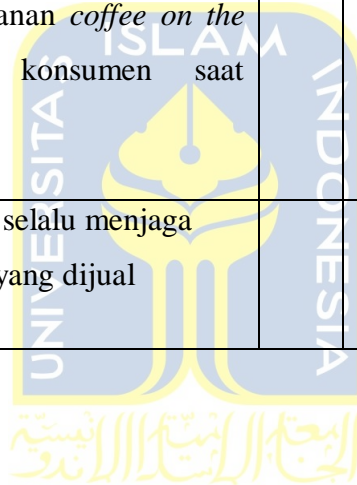 anan coffee on the
konsumen saat
selalu menjaga
yang dijual
ISLAM
UNIVERSITAS
INDONESIA